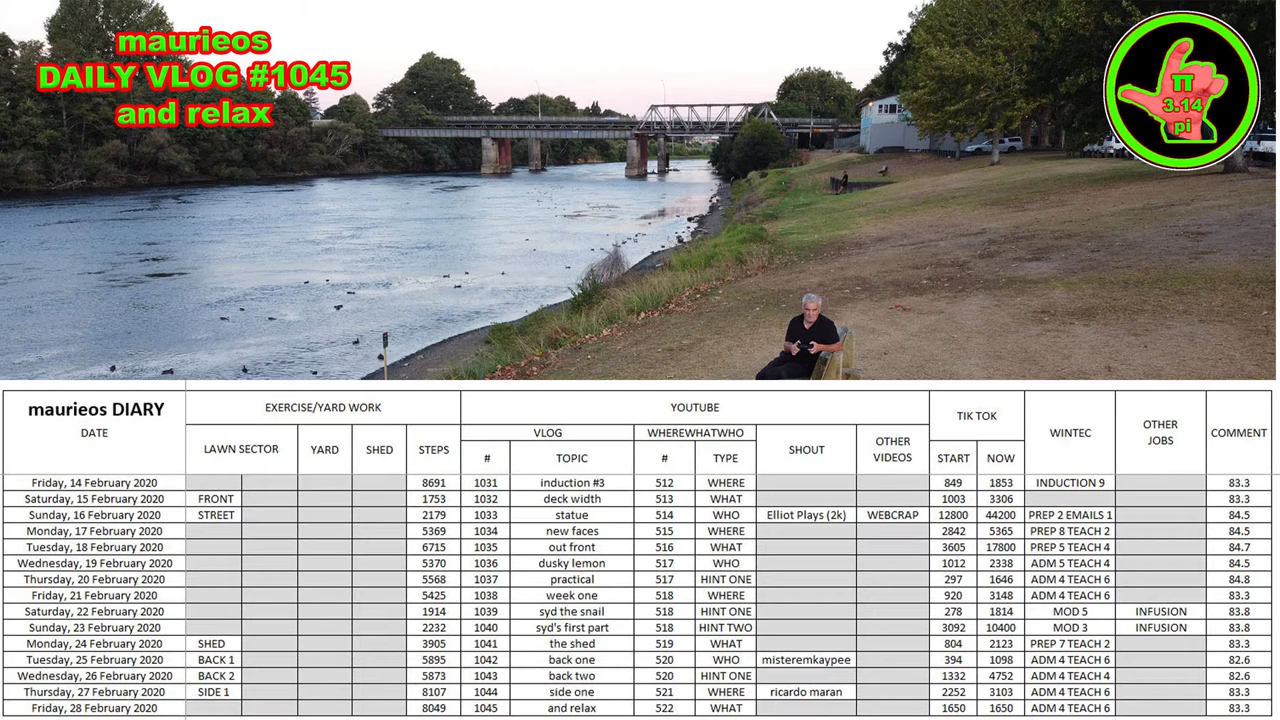 maurieos
DAILY VLOG #1045
and relax
π
3.14
pi
maurieos DIARY
EXERCISE/YARD WORK
YOUTUBE
TIK TOK
WINTEC
OTHER JOBS
COMMENT
DATE
LAWN SECTOR
YARD
SHED
STEPS
VLOG
WHEREWHATWHO
SHOUT
OTHER VIDEOS
#
TOPIC
#
TYPE
START
NOW
Friday, 14 February 2020 8691 1031 induction #3 512 WHERE 849 1853 INDUCTION 9 83.3
Saturday, 15 February 2020 FRONT 1753 1032 deck width 513 WHAT 1003 3306 83.3
Sunday, 16 February 2020 STREET 2179 1033 statue 514 WHO Elliot Plays (2k) WEBCRAP 12800 44200 PREP 2 EMAILS 1 84.5
Monday, 17 February 2020 5369 1034 new faces 515 WHERE 2842 5365 PREP 8 TEACH 2 84.5
Tuesday, 18 February 2020 6715 1035 out front 516 WHAT 3605 17800 PREP 5 TEACH 4 84.7
Wednesday, 19 February 2020 5370 1036 dusky lemon 517 WHO 1012 2338 ADM 5 TEACH 4 84.5
Thursday, 20 February 2020 5568 1037 practical 517 HINT ONE 297 1646 ADM 4 TEACH 6 84.8
Friday, 21 February 2020 5425 1038 week one 518 WHERE 920 3148 ADM 4 TEACH 6 83.3
Saturday, 22 February 2020 1914 1039 syd the snail 518 HINT ONE 278 1814 MOD 5 INFUSION 83.8
Sunday, 23 February 2020 2232 1040 syd's first part 518 HINT TWO 3092 10400 MOD 3 INFUSION 83.8
Monday, 24 February 2020 SHED 3905 1041 the shed 519 WHAT 804 2123 PREP 7 TEACH 2 83.3
Tuesday, 25 February 2020 BACK 1 5895 1042 back one 520 WHO misteremkaypee 394 1098 ADM 4 TEACH 6 82.6
Wednesday, 26 February 2020 BACK 2 5873 1043 back two 520 HINT ONE 1332 4752 ADM 4 TEACH 4 82.6
Thursday, 27 February 2020 SIDE 1 8107 1044 side one 521 WHERE ricardo maran 2252 3103 ADM 4 TEACH 6 83.3
Friday, 28 February 2020 8049 1045 and relax 522 WHAT 1650 1650 ADM 4 TEACH 6 83.3